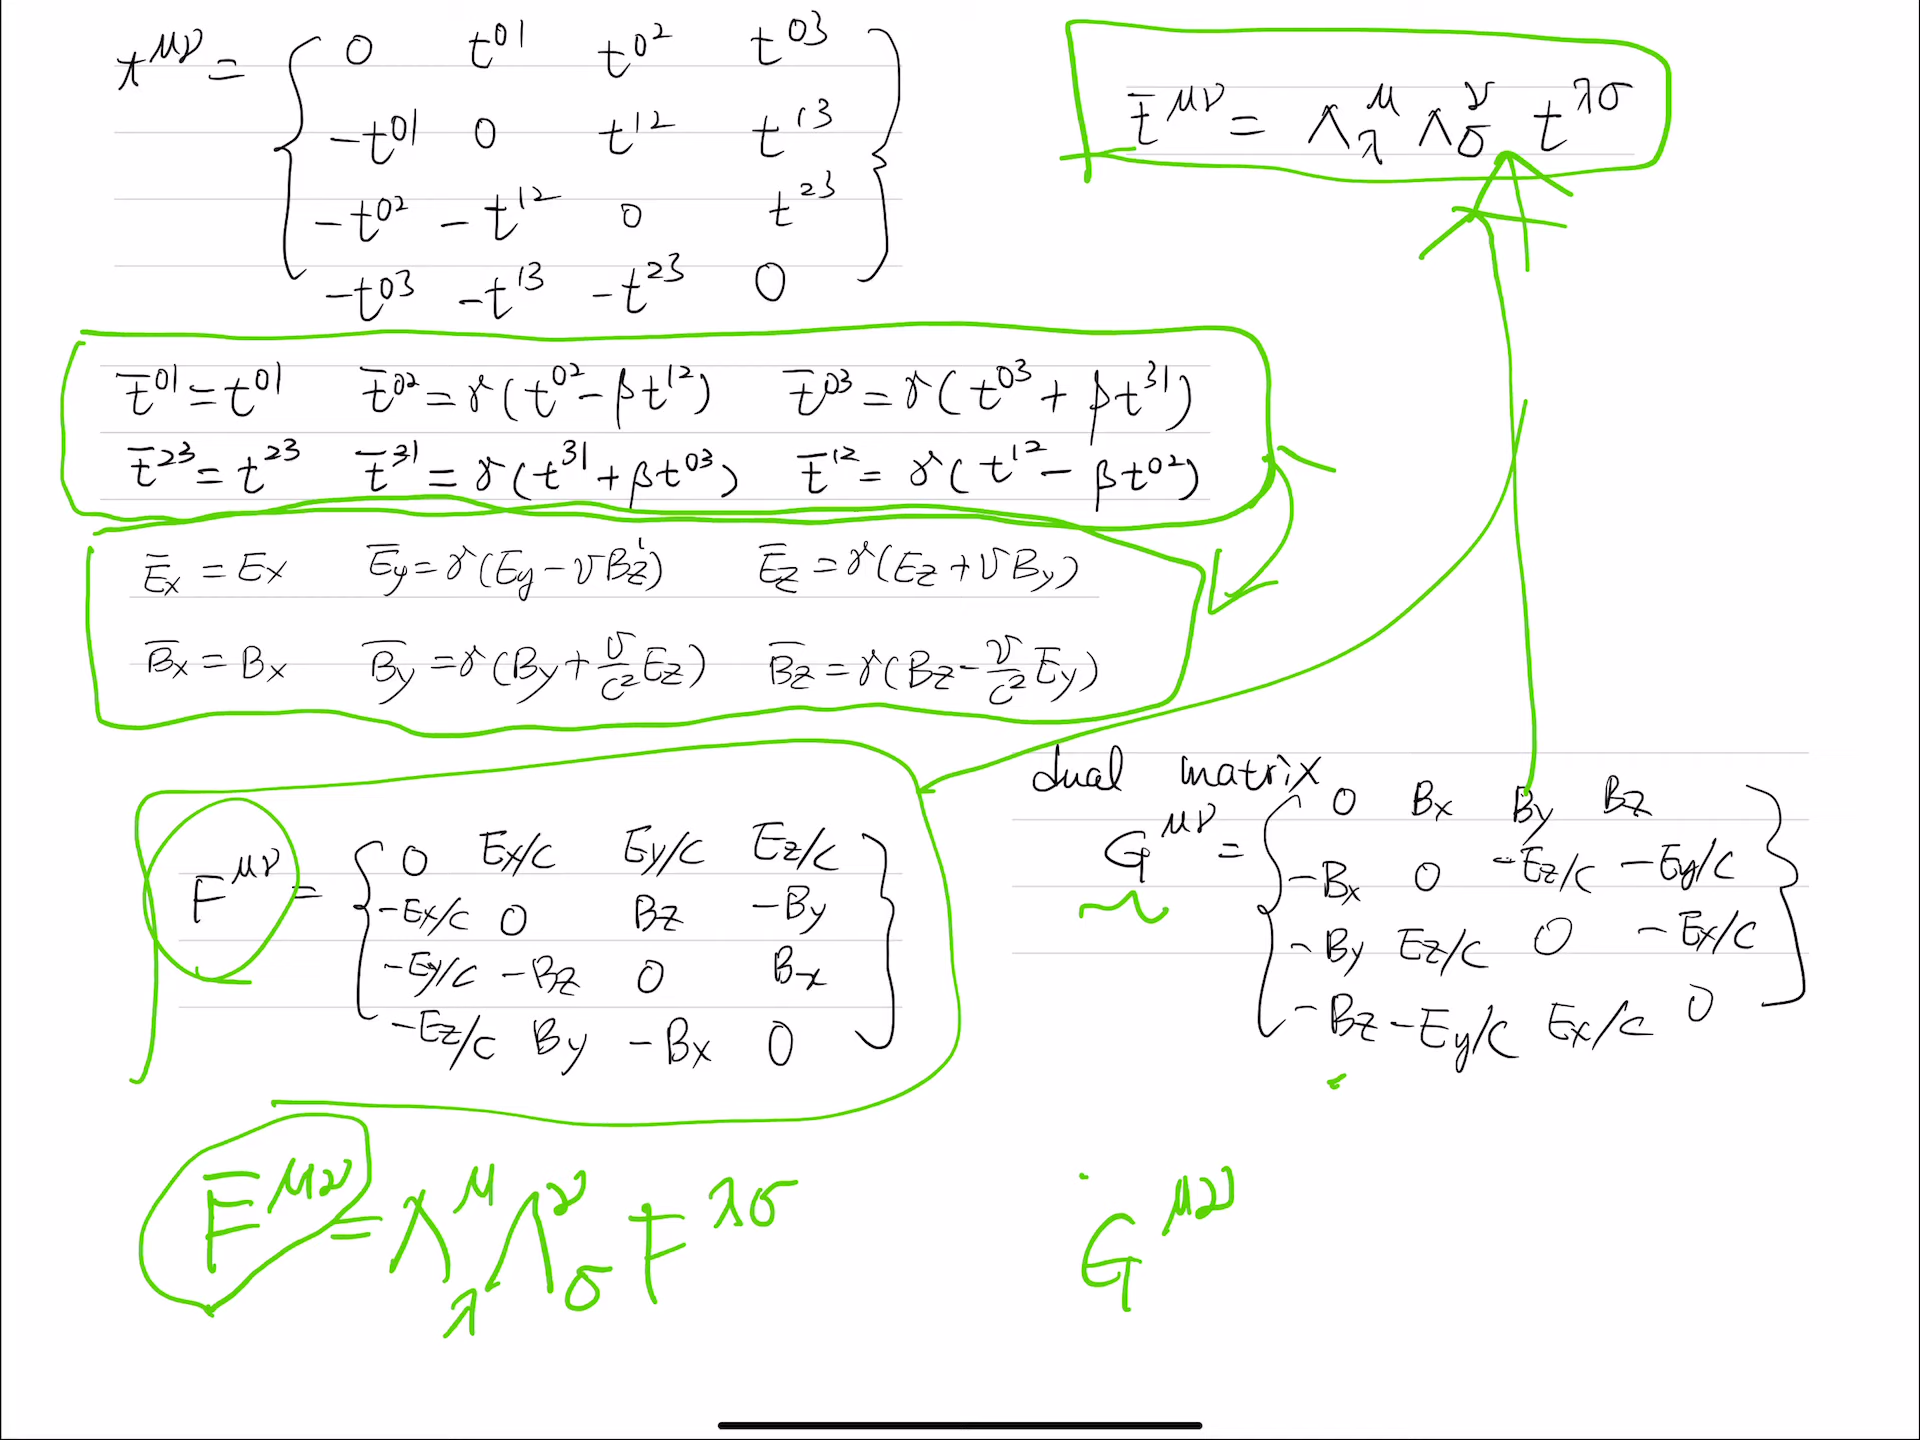 t^{μν} = { 0 t^{01} t^{02} t^{03}
-t^{01} 0 t^{12} t^{13}
-t^{02} -t^{12} 0 t^{23}
-t^{03} -t^{13} -t^{23} 0 }
t̄^{μν} = Λ^μ_λ Λ^ν_σ t^{λσ}
t̄^{01} = t^{01} t̄^{02} = γ(t^{02} - βt^{12}) t̄^{03} = γ(t^{03} + βt^{31})
t̄^{23} = t^{23} t̄^{31} = γ(t^{31} + βt^{03}) t̄^{12} = γ(t^{12} - βt^{02})
Ēx = Ex Ēy = γ(Ey - υBz) Ēz = γ(Ez + υBy)
B̄x = Bx B̄y = γ(By + υ/c² Ez) B̄z = γ(Bz - υ/c² Ey)
F^{μν} = { 0 Ex/c Ey/c Ez/c
-Ex/c 0 Bz -By
-Ey/c -Bz 0 Bx
-Ez/c By -Bx 0 }
dual matrix
G^{μν} = { 0 Bx By Bz
-Bx 0 -Ez/c -Ey/c
-By Ez/c 0 -Ex/c
-Bz -Ey/c Ex/c 0 }
F̄^{μν} = Λ^μ_λ Λ^ν_σ F^{λσ}
G^{μν}